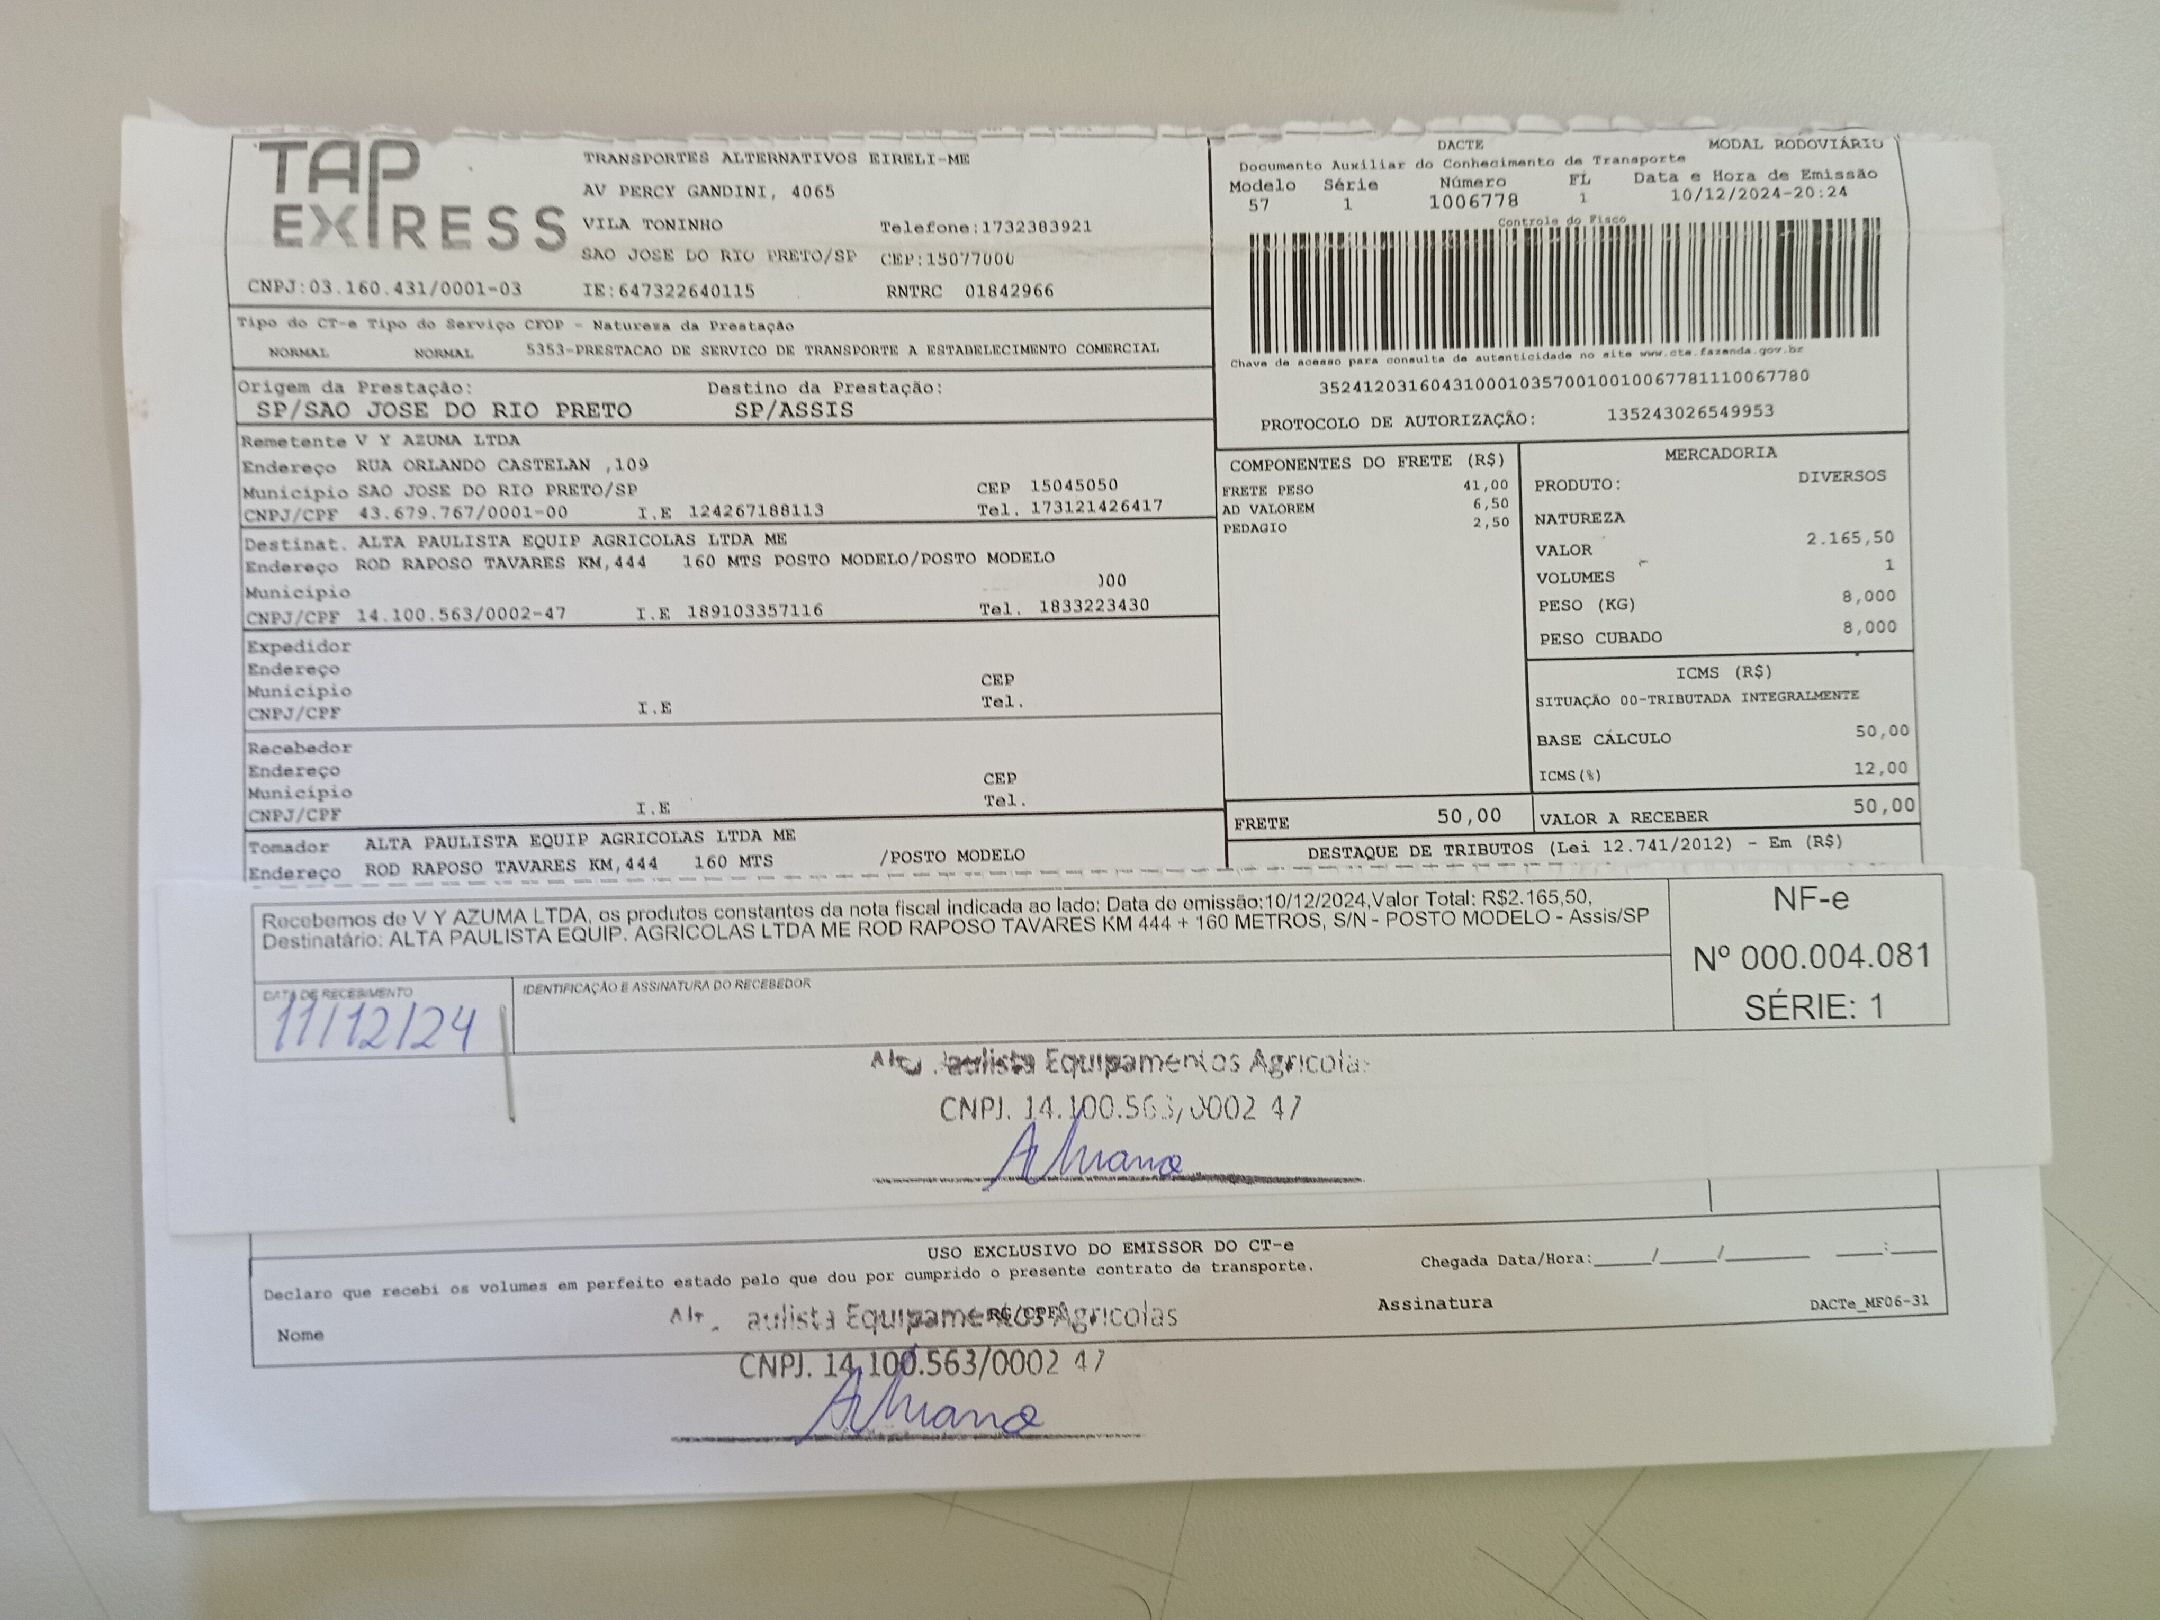 TAP EXPRESS
TRANSPORTES ALTERNATIVOS EIRELI-ME
AV PERCY GANDINI, 4065
VILA TONINHO Telefone:1732383921
SAO JOSE DO RIO PRETO/SP CEP:15077000
CNPJ:03.160.431/0001-03 IE:647322640115 RNTRC 01842966
DACTE MODAL RODOVIÁRIO
Documento Auxiliar do Conhecimento de Transporte
Modelo Série Número FL Data e Hora de Emissão
57 1 1006778 1 10/12/2024-20:24
Controle do Fisco
Chave de acesso para consulta de autenticidade no site www.cte.fazenda.gov.br
35241203160431000103570010010067781110067780
PROTOCOLO DE AUTORIZAÇÃO: 135243026549953
Tipo do CT-e Tipo do Serviço CFOP - Natureza da Prestação
NORMAL NORMAL 5353-PRESTACAO DE SERVICO DE TRANSPORTE A ESTABELECIMENTO COMERCIAL
Origem da Prestação: Destino da Prestação:
SP/SAO JOSE DO RIO PRETO SP/ASSIS
Remetente V Y AZUMA LTDA
Endereço RUA ORLANDO CASTELAN ,109
Município SAO JOSE DO RIO PRETO/SP CEP 15045050
CNPJ/CPF 43.679.767/0001-00 I.E 124267188113 Tel. 173121426417
Destinat. ALTA PAULISTA EQUIP AGRICOLAS LTDA ME
Endereço ROD RAPOSO TAVARES KM,444 160 MTS POSTO MODELO/POSTO MODELO
Município 00
CNPJ/CPF 14.100.563/0002-47 I.E 189103357116 Tel. 1833223430
Expedidor
Endereço
Município CEP
CNPJ/CPF I.E Tel.
Recebedor
Endereço
Município CEP
CNPJ/CPF I.E Tel.
Tomador ALTA PAULISTA EQUIP AGRICOLAS LTDA ME
Endereço ROD RAPOSO TAVARES KM,444 160 MTS /POSTO MODELO
COMPONENTES DO FRETE (R$)
FRETE PESO 41,00
AD VALOREM 6,50
PEDAGIO 2,50
FRETE 50,00
MERCADORIA
PRODUTO: DIVERSOS
NATUREZA
VALOR 2.165,50
VOLUMES 1
PESO (KG) 8,000
PESO CUBADO 8,000
ICMS (R$)
SITUAÇÃO 00-TRIBUTADA INTEGRALMENTE
BASE CÁLCULO 50,00
ICMS(%) 12,00
VALOR A RECEBER 50,00
DESTAQUE DE TRIBUTOS (Lei 12.741/2012) - Em (R$)
Recebemos de V Y AZUMA LTDA, os produtos constantes da nota fiscal indicada ao lado; Data de emissão:10/12/2024,Valor Total: R$2.165,50,
Destinatário: ALTA PAULISTA EQUIP. AGRICOLAS LTDA ME ROD RAPOSO TAVARES KM 444 + 160 METROS, S/N - POSTO MODELO - Assis/SP
NF-e
Nº 000.004.081
SÉRIE: 1
DATA DE RECEBIMENTO IDENTIFICAÇÃO E ASSINATURA DO RECEBEDOR
11/12/24
aulista Equipamentos Agricolas
CNPJ. 14.100.563/0002 47
USO EXCLUSIVO DO EMISSOR DO CT-e
Declaro que recebi os volumes em perfeito estado pelo que dou por cumprido o presente contrato de transporte.
Chegada Data/Hora:____/____/______ ___:___
Nome RG/CPF Assinatura DACTe_MF06-31
aulista Equipamentos Agricolas
CNPJ. 14.100.563/0002 47